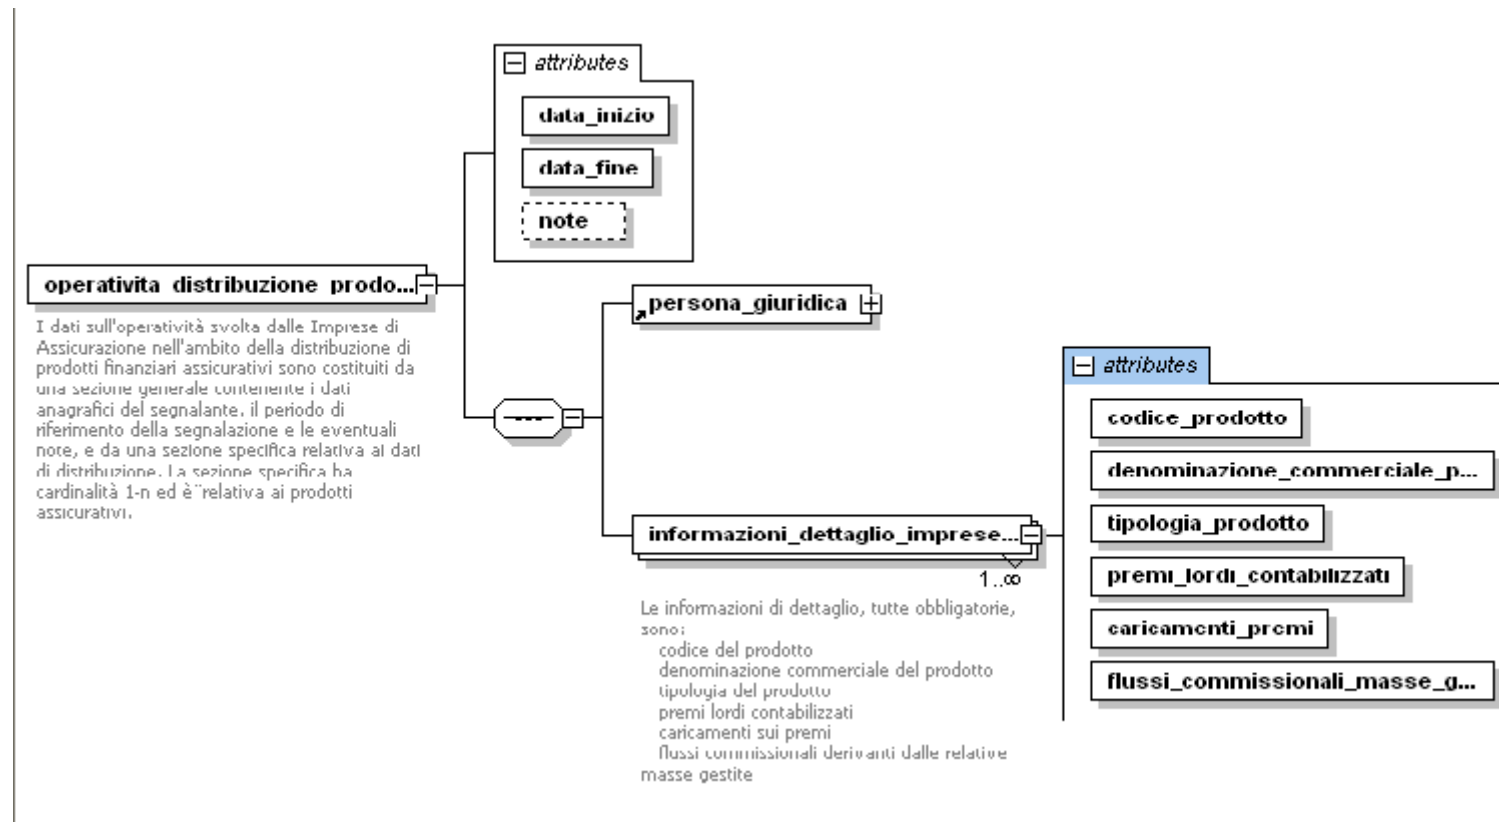 attributes
data_inizio
data_fine
note
operativita_distribuzione_prodo...
I dati sull'operatività svolta dalle Imprese di
Assicurazione nell'ambito della distribuzione di
prodotti finanziari assicurativi sono costituiti da
una sezione generale contenente i dati
anagrafici del segnalante, il periodo di
riferimento della segnalazione e le eventuali
note, e da una sezione specifica relativa ai dati
di distribuzione. La sezione specifica ha
cardinalità 1-n ed è¨relativa ai prodotti
assicurativi.
persona_giuridica
informazioni_dettaglio_imprese...
1..∞
Le informazioni di dettaglio, tutte obbligatorie,
sono:
codice del prodotto
denominazione commerciale del prodotto
tipologia del prodotto
premi lordi contabilizzati
caricamenti sui premi
flussi commissionali derivanti dalle relative
masse gestite
attributes
codice_prodotto
denominazione_commerciale_p...
tipologia_prodotto
premi_lordi_contabilizzati
caricamenti_premi
flussi_commissionali_masse_g...